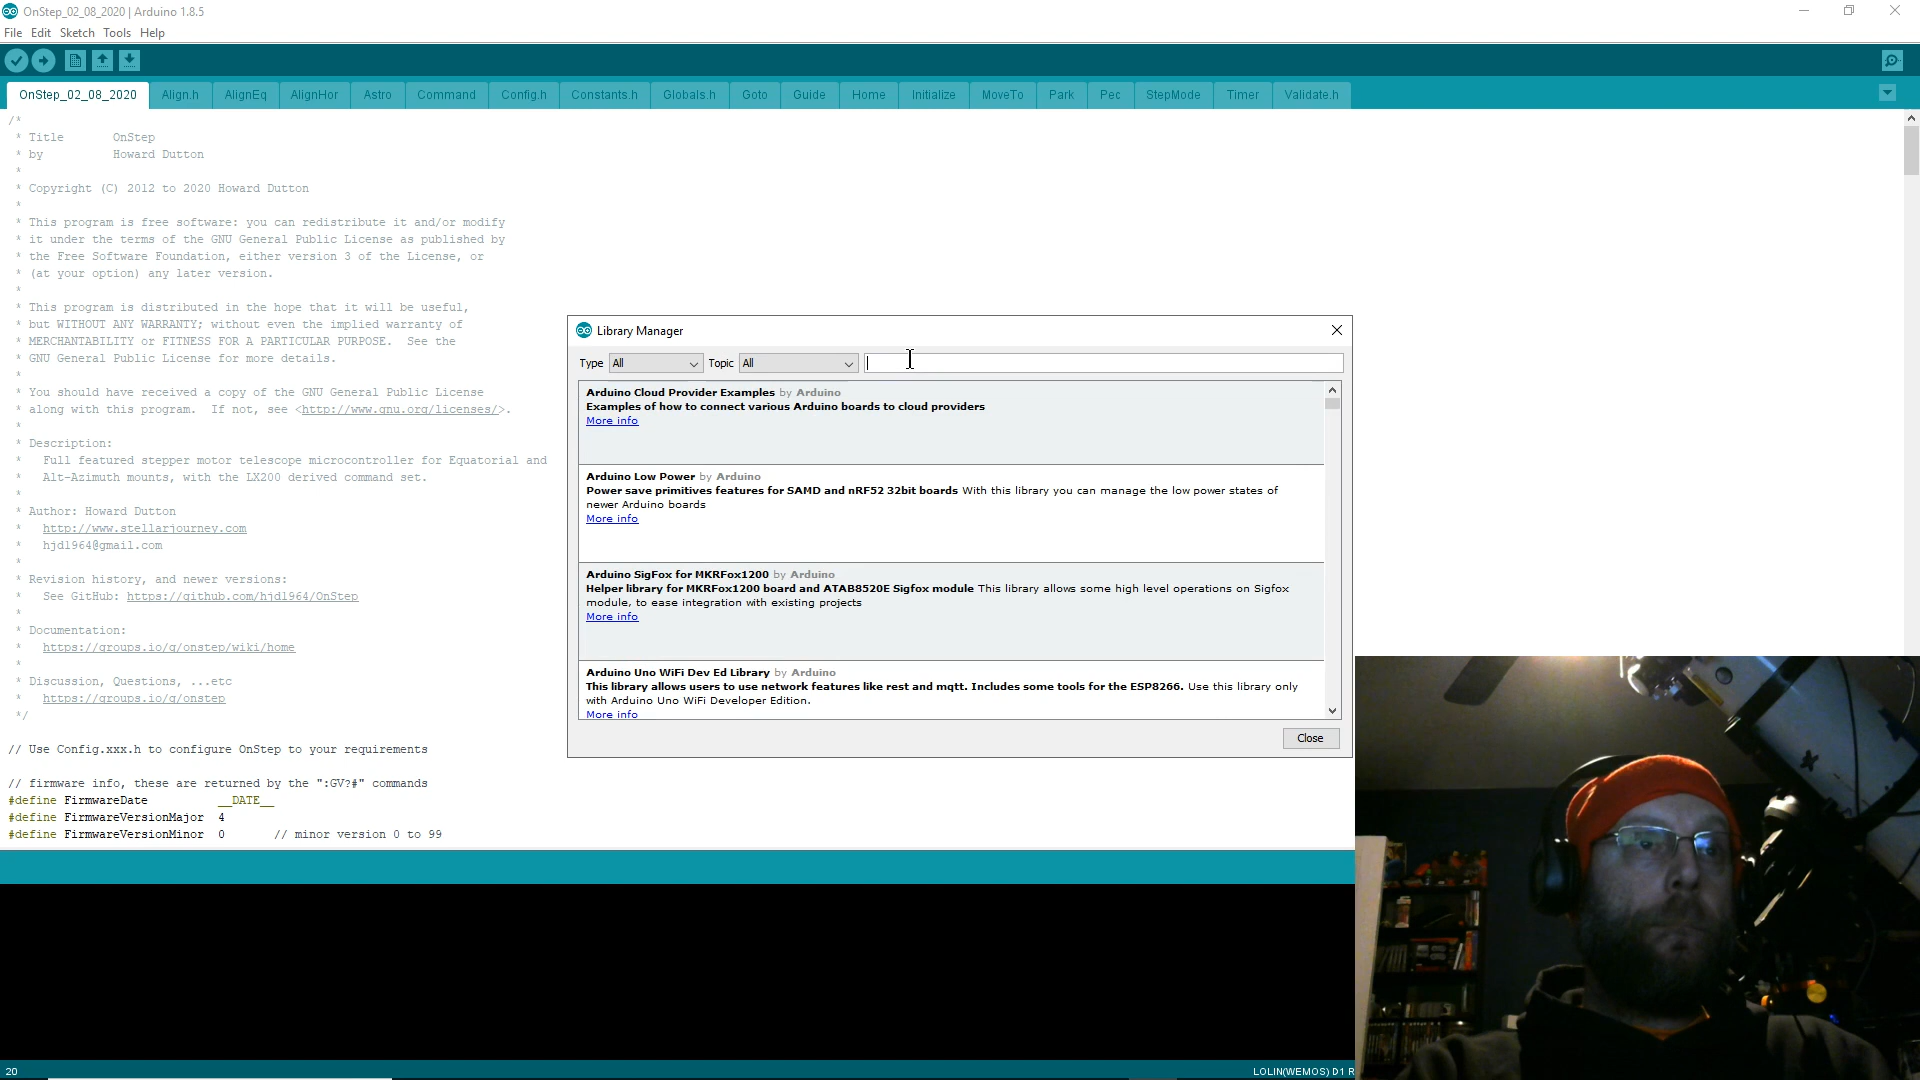 OnStep_02_08_2020 | Arduino 1.8.5
File Edit Sketch Tools Help
OnStep_02_08_2020 Align.h AlignEq AlignHor Astro Command Config.h Constants.h Globals.h Goto Guide Home Initialize MoveTo Park Pec StepMode Timer Validate.h
/*
* Title OnStep
* by Howard Dutton
*
* Copyright (C) 2012 to 2020 Howard Dutton
*
* This program is free software: you can redistribute it and/or modify
* it under the terms of the GNU General Public License as published by
* the Free Software Foundation, either version 3 of the License, or
* (at your option) any later version.
*
* This program is distributed in the hope that it will be useful,
* but WITHOUT ANY WARRANTY; without even the implied warranty of
* MERCHANTABILITY or FITNESS FOR A PARTICULAR PURPOSE. See the
* GNU General Public License for more details.
*
* You should have received a copy of the GNU General Public License
* along with this program. If not, see <http://www.gnu.org/licenses/>.
*
* Description:
* Full featured stepper motor telescope microcontroller for Equatorial and
* Alt-Azimuth mounts, with the LX200 derived command set.
*
* Author: Howard Dutton
* http://www.stellarjourney.com
* hjd1964@gmail.com
*
* Revision history, and newer versions:
* See GitHub: https://github.com/hjd1964/OnStep
*
* Documentation:
* https://groups.io/g/onstep/wiki/home
*
* Discussion, Questions, ...etc
* https://groups.io/g/onstep
*/
// Use Config.xxx.h to configure OnStep to your requirements
// firmware info, these are returned by the ":GV?#" commands
#define FirmwareDate __DATE__
#define FirmwareVersionMajor 4
#define FirmwareVersionMinor 0 // minor version 0 to 99
Library Manager
Type All Topic All
Arduino Cloud Provider Examples by Arduino
Examples of how to connect various Arduino boards to cloud providers
More info
Arduino Low Power by Arduino
Power save primitives features for SAMD and nRF52 32bit boards With this library you can manage the low power states of
newer Arduino boards
More info
Arduino SigFox for MKRFox1200 by Arduino
Helper library for MKRFox1200 board and ATAB8520E Sigfox module This library allows some high level operations on Sigfox
module, to ease integration with existing projects
More info
Arduino Uno WiFi Dev Ed Library by Arduino
This library allows users to use network features like rest and mqtt. Includes some tools for the ESP8266. Use this library only
with Arduino Uno WiFi Developer Edition.
More info
Close
20
LOLIN(WEMOS) D1 R